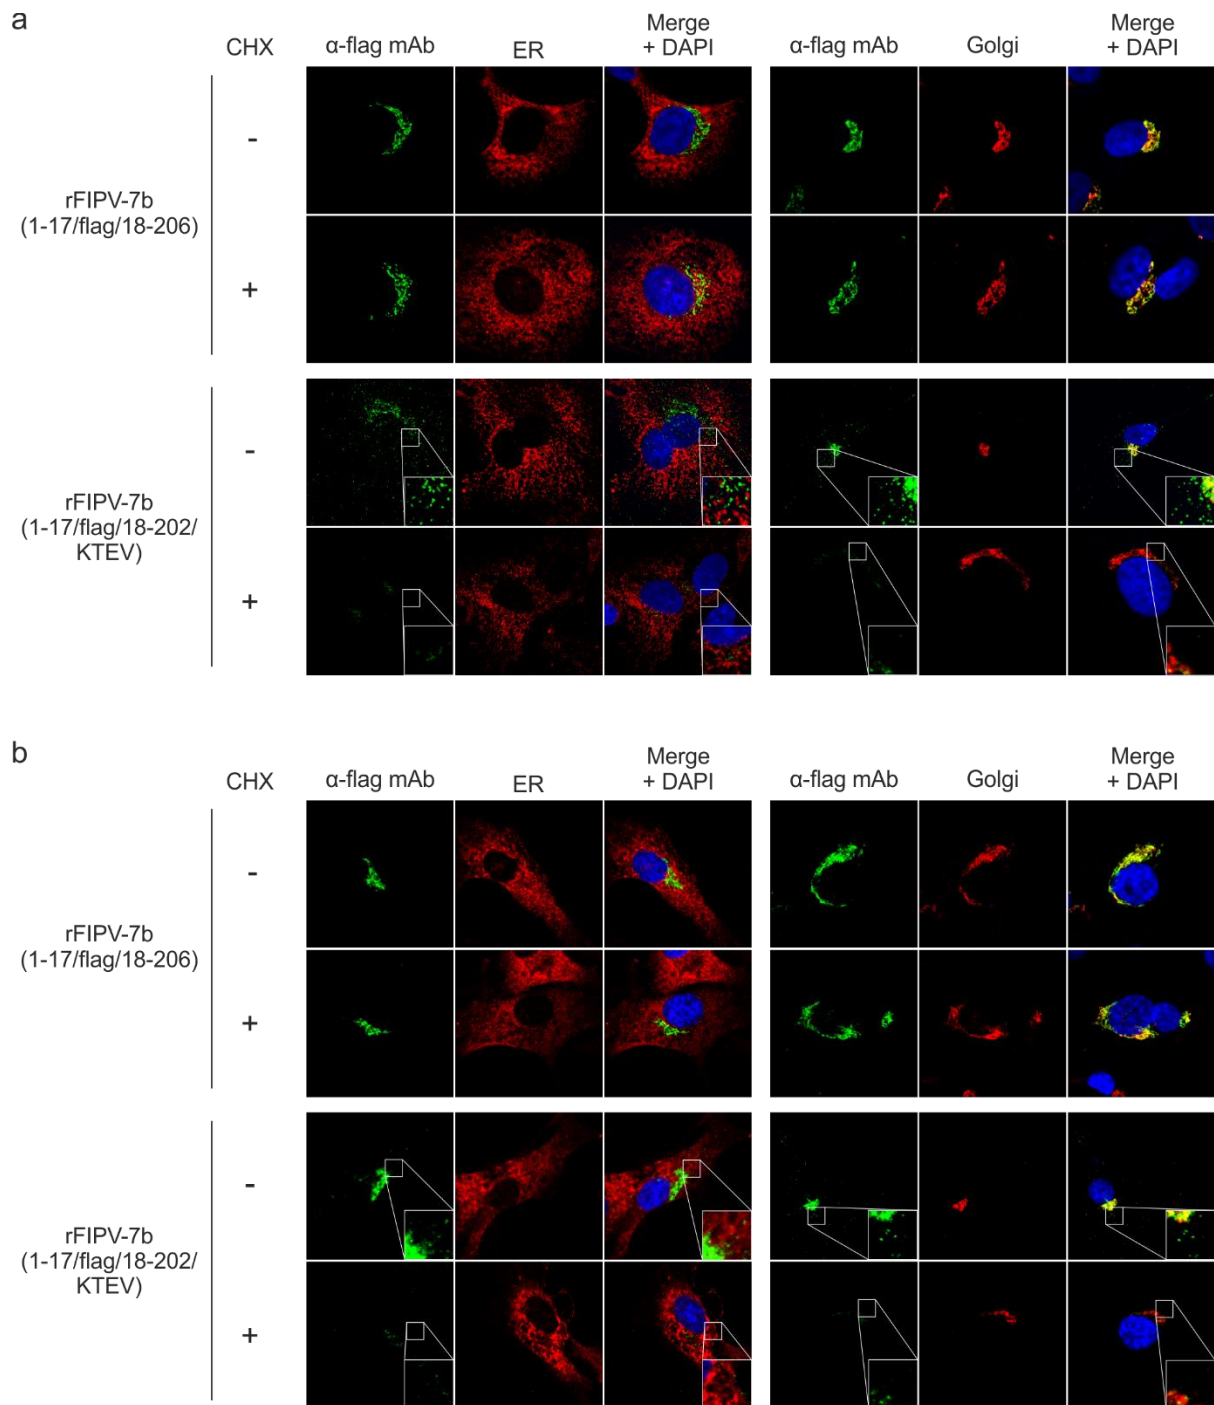 a
CHX
α-flag mAb
ER
Merge
+ DAPI
α-flag mAb
Golgi
Merge
+ DAPI
-
rFIPV-7b
(1-17/flag/18-206)
+
-
rFIPV-7b
(1-17/flag/18-202/
KTEV)
+
b
CHX
α-flag mAb
ER
Merge
+ DAPI
α-flag mAb
Golgi
Merge
+ DAPI
-
rFIPV-7b
(1-17/flag/18-206)
+
-
rFIPV-7b
(1-17/flag/18-202/
KTEV)
+